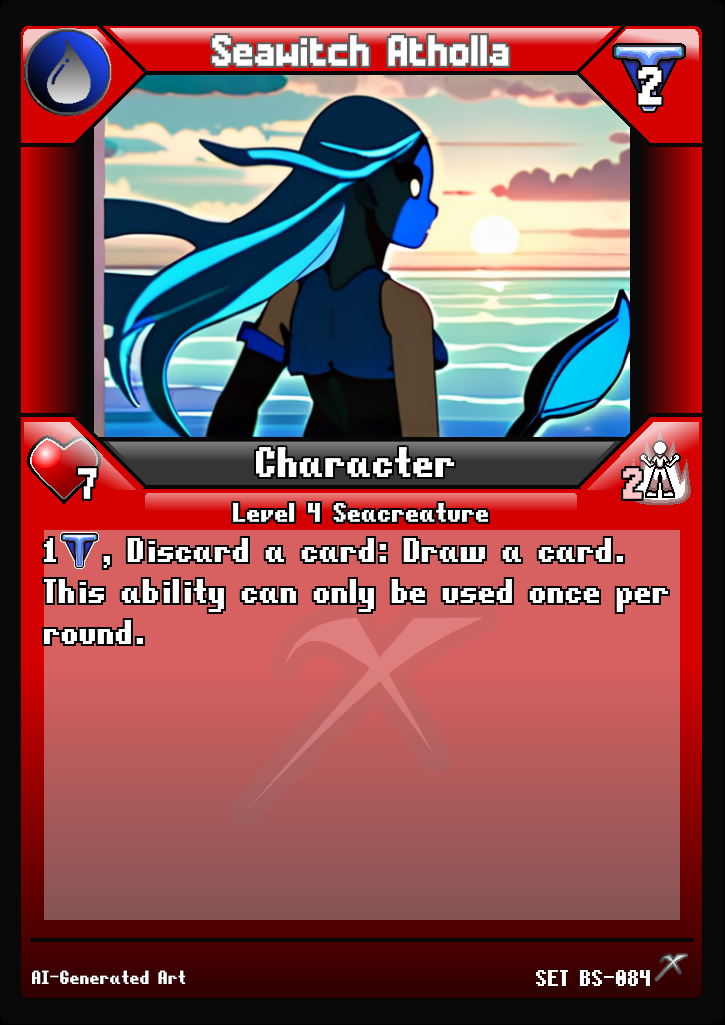 Seawitch Atholla
2
Character
7
2
Level 4 Seacreature
1 , Discard a card: Draw a card.
This ability can only be used once per
round.
AI-Generated Art
SET BS-084